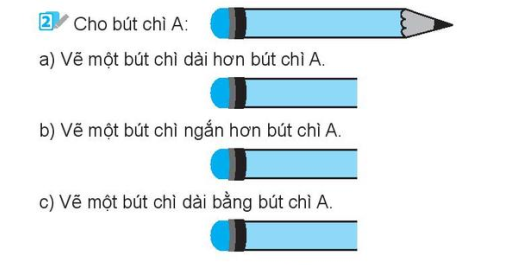 2 Cho bút chì A:
a) Vẽ một bút chì dài hơn bút chì A.
b) Vẽ một bút chì ngắn hơn bút chì A.
c) Vẽ một bút chì dài bằng bút chì A.